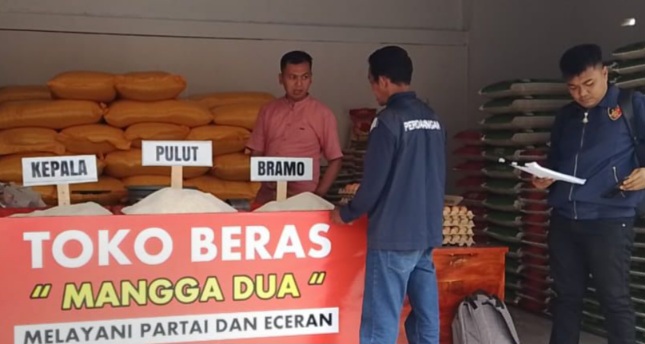 KEPALA
PULUT
BRAMO
PERDAGANGAN
TOKO BERAS
" MANGGA DUA "
MELAYANI PARTAI DAN ECERAN